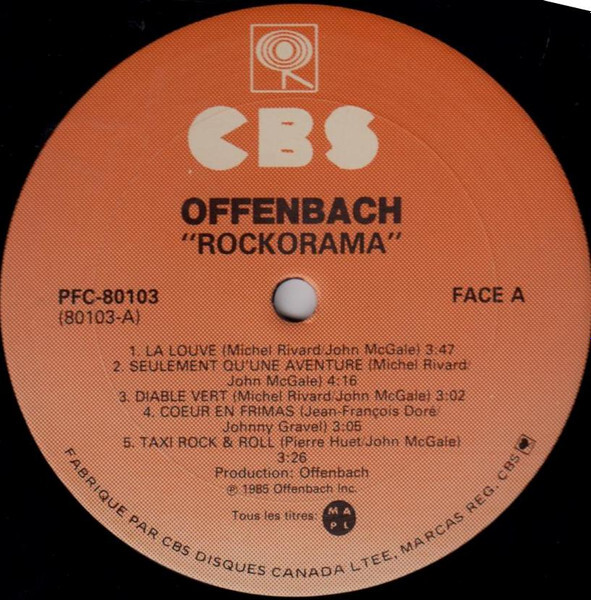 CBS
OFFENBACH
"ROCKORAMA"
PFC-80103
(80103-A)
FACE A
1. LA LOUVE (Michel Rivard/John McGale) 3:47
2. SEULEMENT QU'UNE AVENTURE (Michel Rivard/
John McGale) 4:16
3. DIABLE VERT (Michel Rivard/John McGale) 3:02
4. COEUR EN FRIMAS (Jean-François Doré/
Johnny Gravel) 3:05
5. TAXI ROCK & ROLL (Pierre Huet/John McGale)
3:26
Production: Offenbach
℗ 1985 Offenbach Inc.
Tous les titres: MAPL
FABRIQUE PAR CBS DISQUES CANADA LTEE, MARCAS REG. CBS